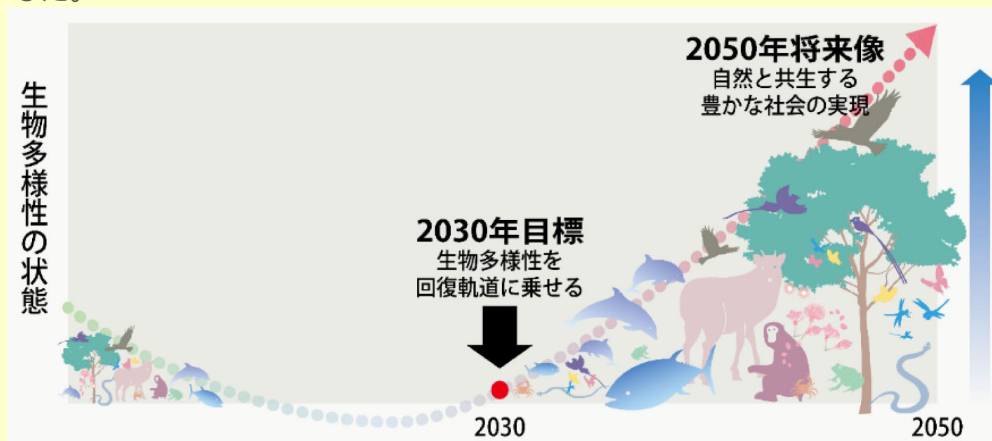 した。
生物多様性の状態
2050年将来像
自然と共生する
豊かな社会の実現
2030年目標
生物多様性を
回復軌道に乗せる
2030
2050